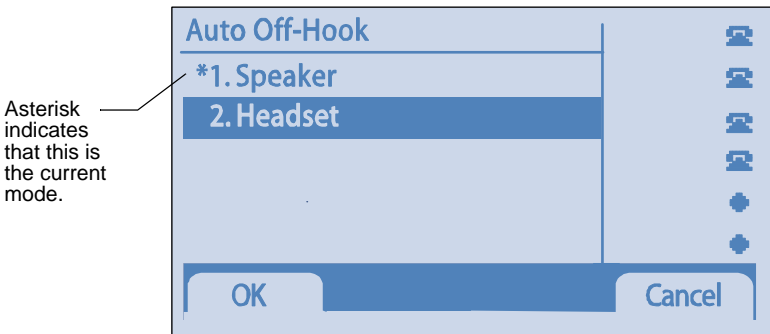 Auto Off-Hook
*1. Speaker
2. Headset
Asterisk
indicates
that this is
the current
mode.
OK
Cancel